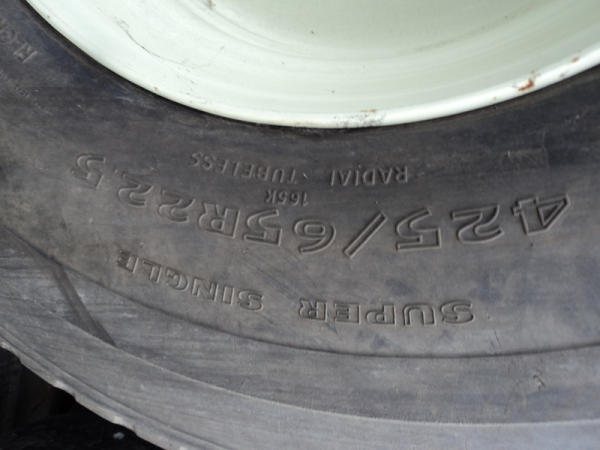 RADIAL TUBELESS
165K
425/65R22.5
SUPER SINGLE